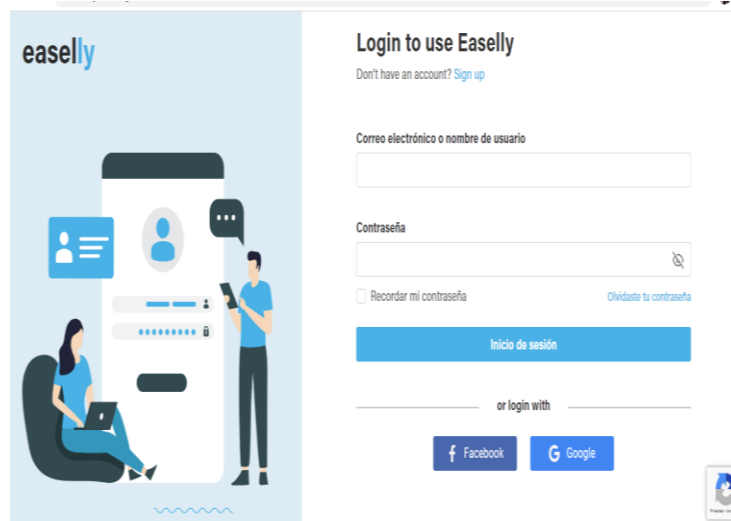 easelly
Login to use Easelly
Don't have an account? Sign up
Correo electrónico o nombre de usuario
Contraseña
Recordar mi contraseña
Olvidaste tu contraseña
Inicio de sesión
or login with
Facebook
Google